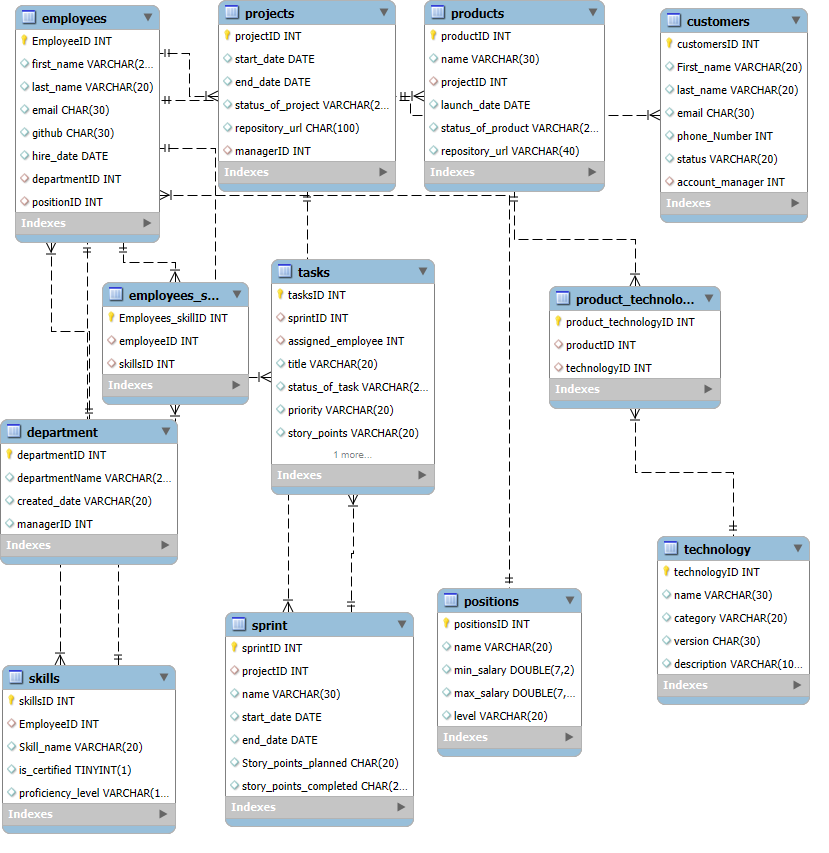 employees
EmployeeID INT
first_name VARCHAR(2...
last_name VARCHAR(20)
email CHAR(30)
github CHAR(30)
hire_date DATE
departmentID INT
positionID INT
Indexes
projects
projectID INT
start_date DATE
end_date DATE
status_of_project VARCHAR(2...
repository_url CHAR(100)
managerID INT
Indexes
products
productID INT
name VARCHAR(30)
projectID INT
launch_date DATE
status_of_product VARCHAR(2...
repository_url VARCHAR(40)
Indexes
customers
customersID INT
First_name VARCHAR(20)
last_name VARCHAR(20)
email CHAR(30)
phone_Number INT
status VARCHAR(20)
account_manager INT
Indexes
employees_s...
Employees_skillID INT
employeeID INT
skillsID INT
Indexes
tasks
tasksID INT
sprintID INT
assigned_employee INT
title VARCHAR(20)
status_of_task VARCHAR(2...
priority VARCHAR(20)
story_points VARCHAR(20)
1 more...
Indexes
product_technolo...
product_technologyID INT
productID INT
technologyID INT
Indexes
department
departmentID INT
departmentName VARCHAR(2...
created_date VARCHAR(20)
managerID INT
Indexes
technology
technologyID INT
name VARCHAR(30)
category VARCHAR(20)
version CHAR(30)
description VARCHAR(10...
Indexes
positions
positionsID INT
name VARCHAR(20)
min_salary DOUBLE(7,2)
max_salary DOUBLE(7,...
level VARCHAR(20)
Indexes
sprint
sprintID INT
projectID INT
name VARCHAR(30)
start_date DATE
end_date DATE
Story_points_planned CHAR(20)
story_points_completed CHAR(2...
Indexes
skills
skillsID INT
EmployeeID INT
Skill_name VARCHAR(20)
is_certified TINYINT(1)
proficiency_level VARCHAR(1...
Indexes